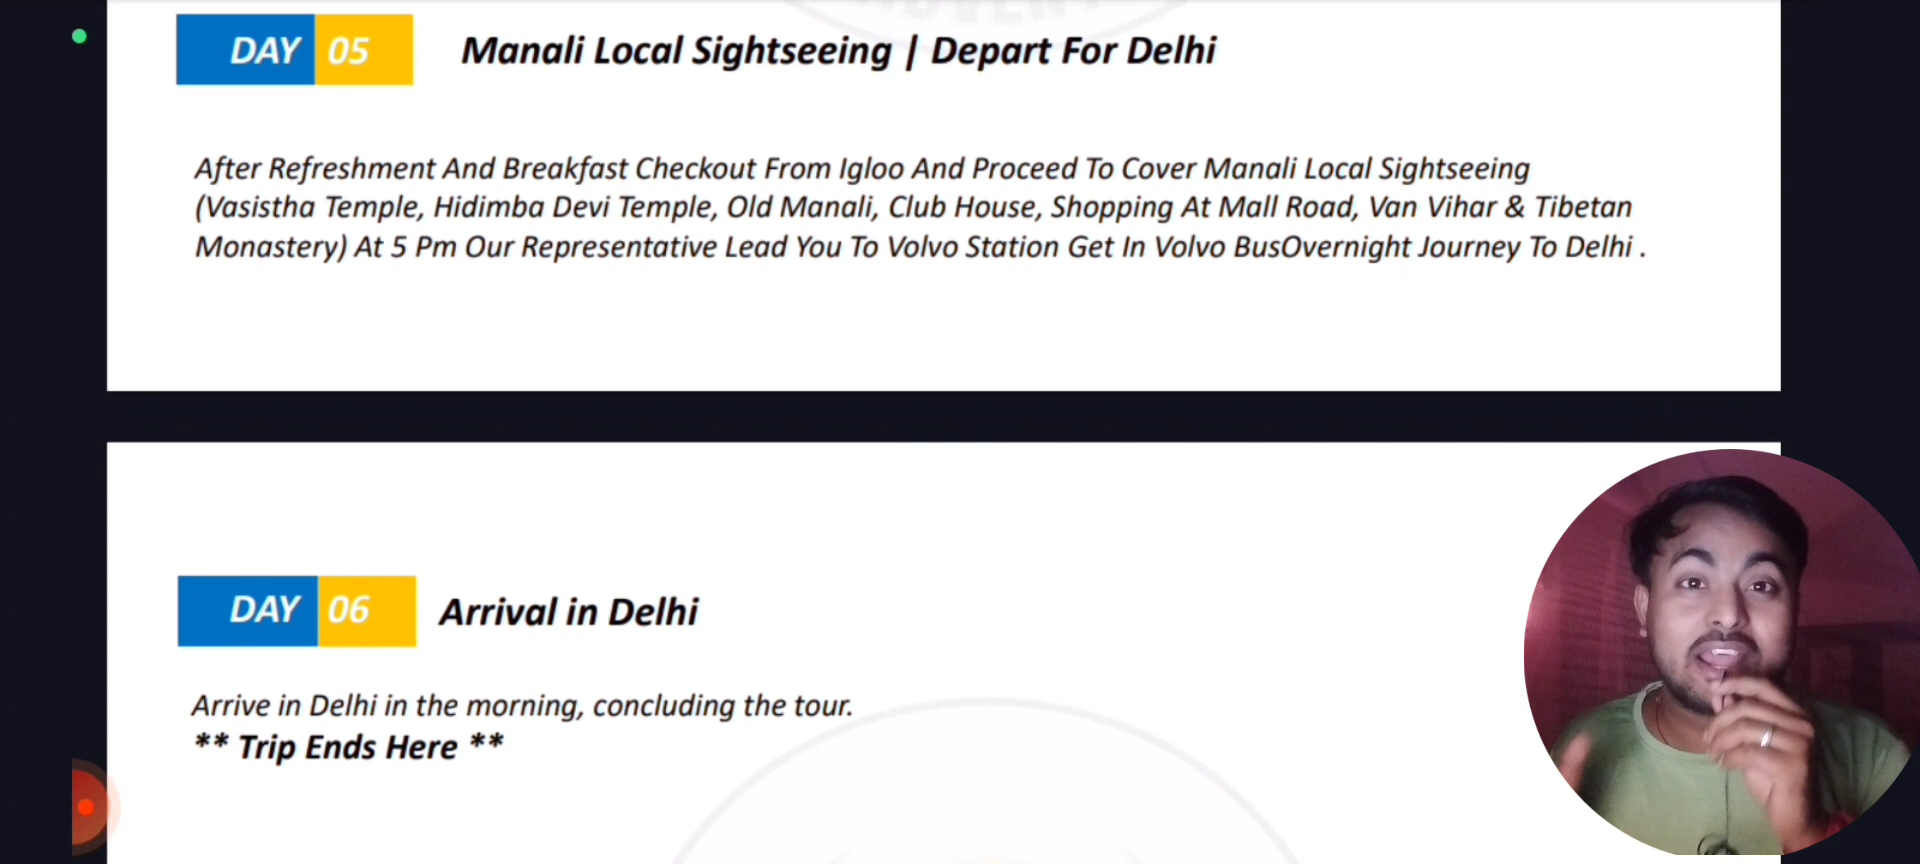 DAY 05 Manali Local Sightseeing | Depart For Delhi
After Refreshment And Breakfast Checkout From Igloo And Proceed To Cover Manali Local Sightseeing
(Vasistha Temple, Hidimba Devi Temple, Old Manali, Club House, Shopping At Mall Road, Van Vihar & Tibetan
Monastery) At 5 Pm Our Representative Lead You To Volvo Station Get In Volvo BusOvernight Journey To Delhi .
DAY 06 Arrival in Delhi
Arrive in Delhi in the morning, concluding the tour.
** Trip Ends Here **